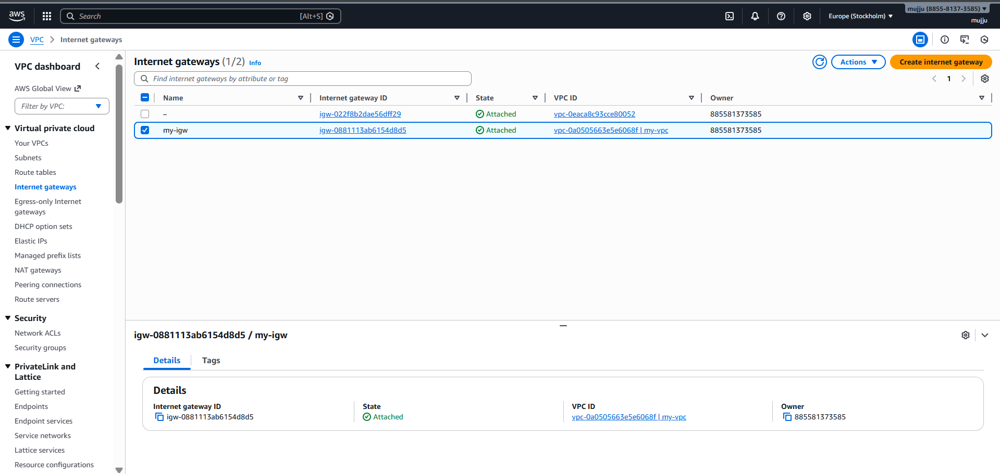 aws
Search [Alt+S]
Europe (Stockholm)
mujju (8855-8137-3585)
mujju
VPC
Internet gateways
VPC dashboard
AWS Global View
Filter by VPC:
Virtual private cloud
Your VPCs
Subnets
Route tables
Internet gateways
Egress-only Internet
gateways
DHCP option sets
Elastic IPs
Managed prefix lists
NAT gateways
Peering connections
Route servers
Security
Network ACLs
Security groups
PrivateLink and
Lattice
Getting started
Endpoints
Endpoint services
Service networks
Lattice services
Resource configurations
Internet gateways (1/2) Info
Actions
Create internet gateway
Find internet gateways by attribute or tag
1
Name Internet gateway ID State VPC ID Owner
– igw-022f8b2dae56dff29 Attached vpc-0eaca8c93cce80052 885581373585
my-igw igw-0881113ab6154d8d5 Attached vpc-0a0505663e5e6068f | my-vpc 885581373585
igw-0881113ab6154d8d5 / my-igw
Details Tags
Details
Internet gateway ID State VPC ID Owner
igw-0881113ab6154d8d5 Attached vpc-0a0505663e5e6068f | my-vpc 885581373585